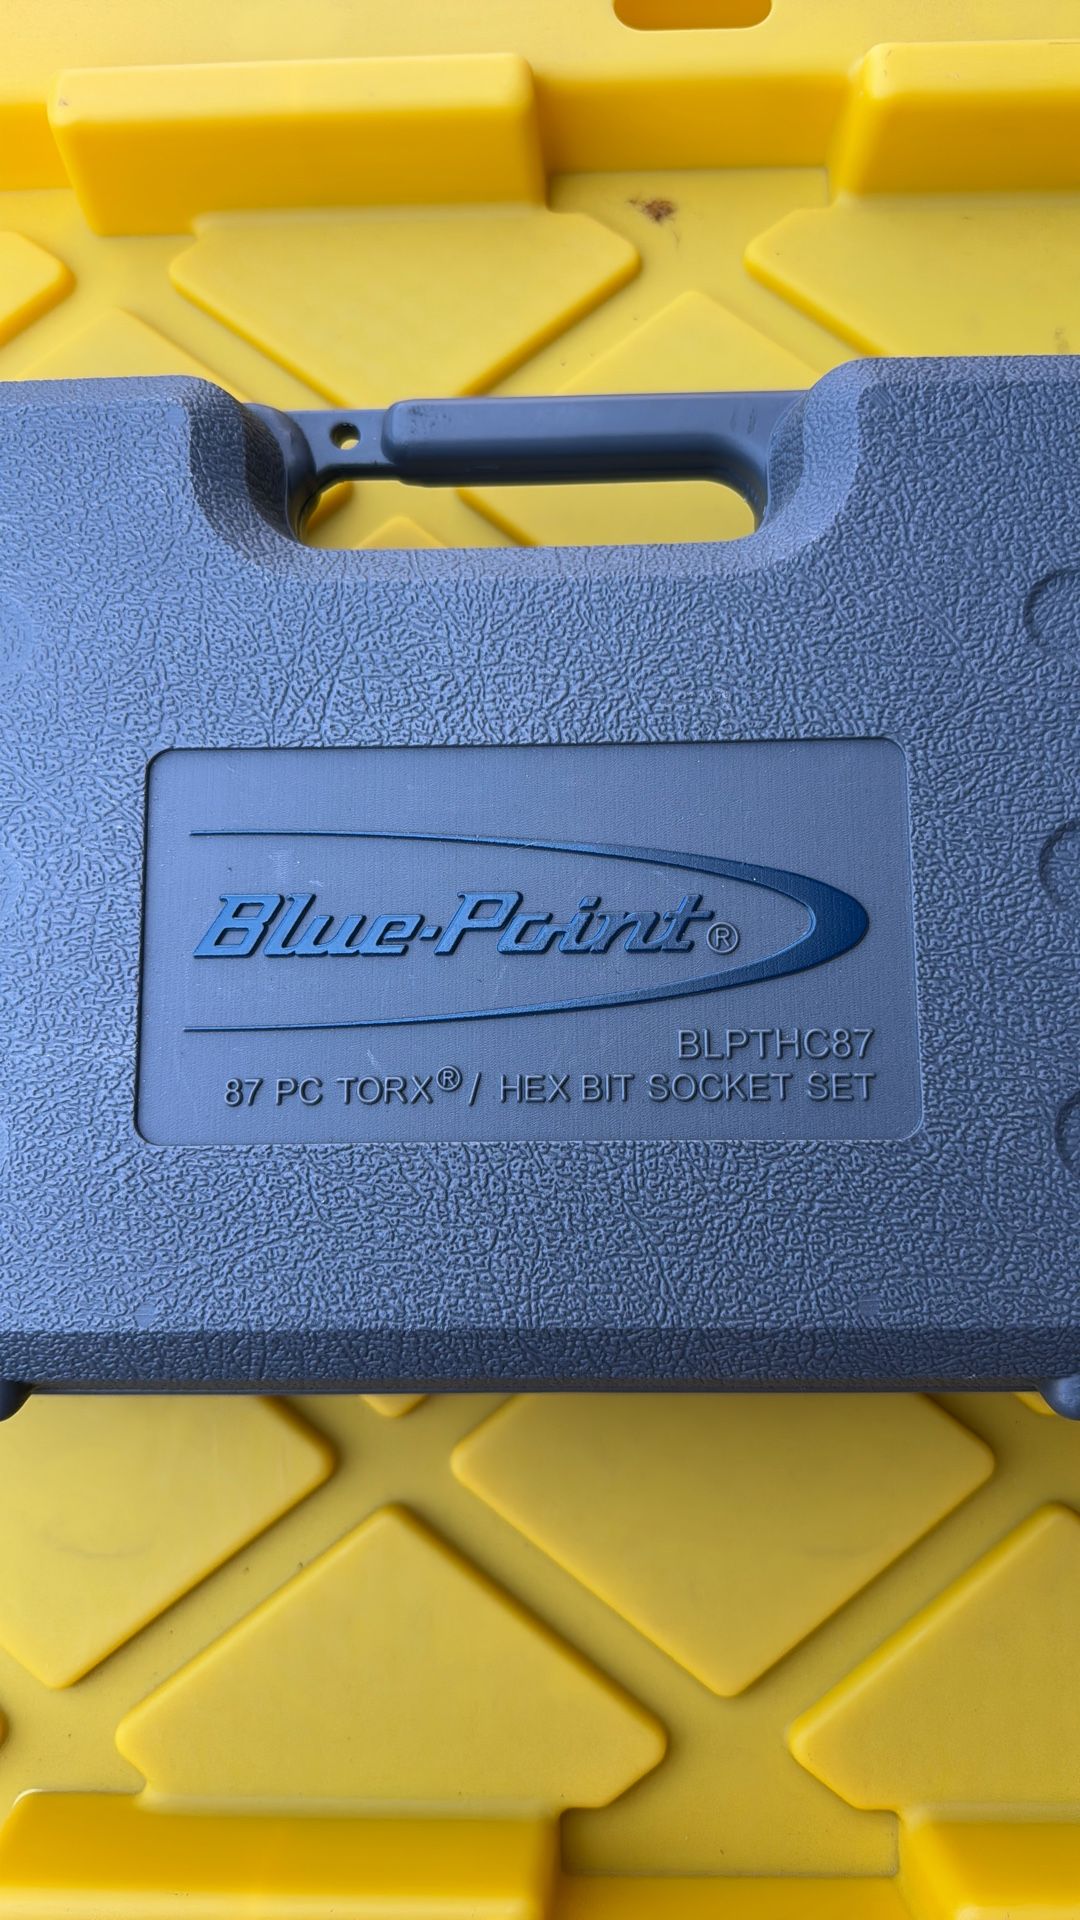 Blue-Point®
BLPTHC87
87 PC TORX® / HEX BIT SOCKET SET